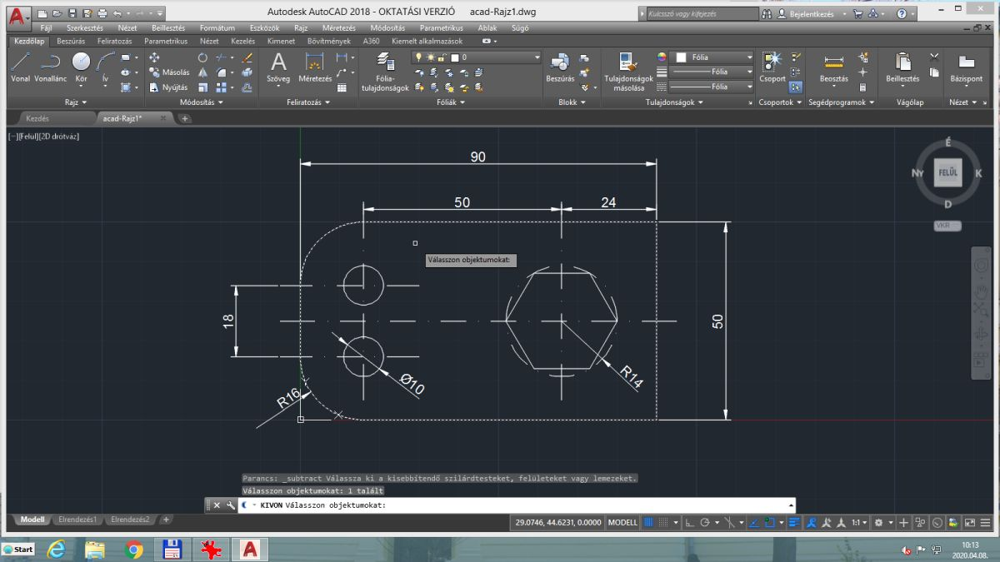 Autodesk AutoCAD 2018 - OKTATÁSI VERZIÓ acad-Rajz1.dwg
Kulcsszó vagy kifejezés
Bejelentkezés
Fájl Szerkesztés Nézet Beillesztés Formátum Eszközök Rajz Méretezés Módosítás Parametrikus Ablak Súgó
Kezdőlap Beszúrás Feliratozás Parametrikus Nézet Kezelés Kimenet Bővítmények A360 Kiemelt alkalmazások
Vonal Vonallánc Kör Ív
Másolás
Nyújtás
Szöveg Méretezés
Fólia-
tulajdonságok
0
Beszúrás
Tulajdonságok
másolása
Fólia
Fólia
Fólia
Csoport
Beosztás
Beillesztés
Bázispont
Rajz Módosítás Feliratozás Fóliák Blokk Tulajdonságok Csoportok Segédprogramok Vágólap Nézet
Kezdés acad-Rajz1*
[−][Felül][2D drótváz]
90
50
24
18
50
Ø10
R14
R16
É
Ny FELÜL K
D
VKR
Válasszon objektumokat:
Parancs: _subtract Válassza ki a kisebbítendő szilárdtesteket, felületeket vagy lemezeket.
Válasszon objektumokat: 1 talált
KIVON Válasszon objektumokat:
Modell Elrendezés1 Elrendezés2 +
29.0746, 44.6231, 0.0000 MODELL 1:1
Start
10:13
2020.04.08.